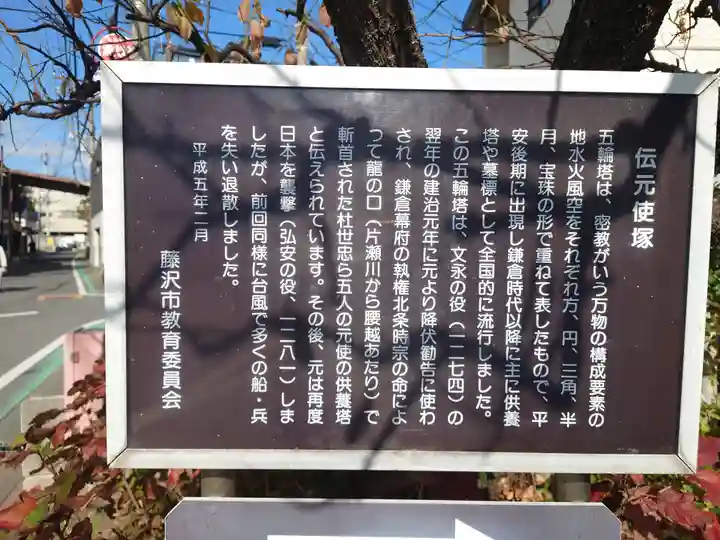 伝元使塚
五輪塔は、密教がいう万物の構成要素の
地水火風空をそれぞれ方、円、三角、半
月、宝珠の形で重ねて表したもので、平
安後期に出現し鎌倉時代以降に主に供養
塔や墓標として全国的に流行しました。
この五輪塔は、文永の役（一二七四）の
翌年の建治元年に元より降伏勧告に使わ
され、鎌倉幕府の執権北条時宗の命によ
って龍の口（片瀬川から腰越あたり）で
斬首された杜世忠ら五人の元使の供養塔
と伝えられています。その後、元は再度
日本を襲撃（弘安の役、一二八一）しま
したが、前回同様に台風で多くの船・兵
を失い退散しました。
平成五年二月
藤沢市教育委員会